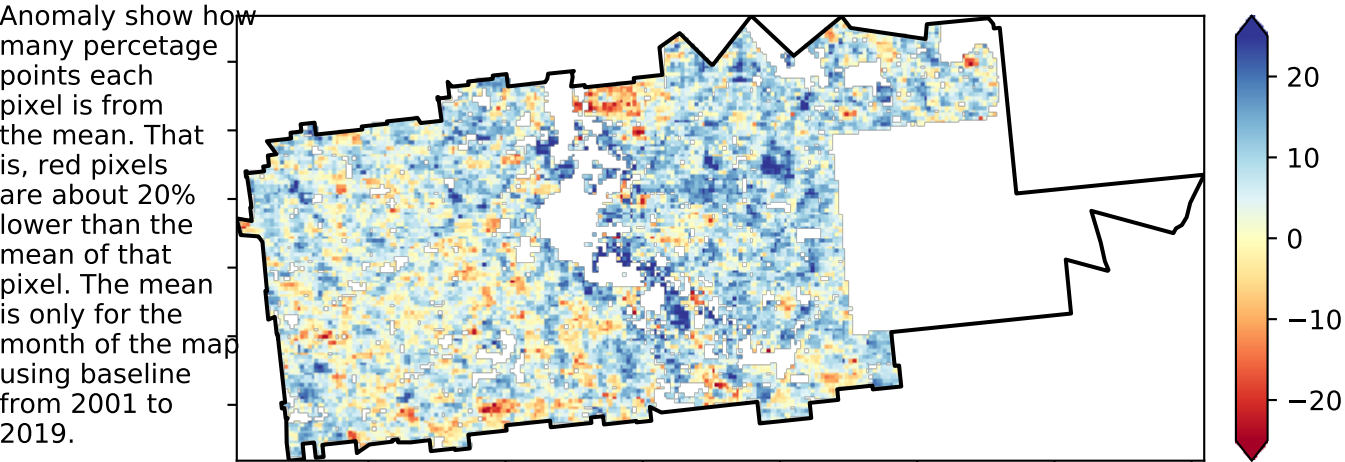 Anomaly show how
many percetage
points each
pixel is from
the mean. That
is, red pixels
are about 20%
lower than the
mean of that
pixel. The mean
is only for the
month of the map
using baseline
from 2001 to
2019.
20
10
0
−10
−20